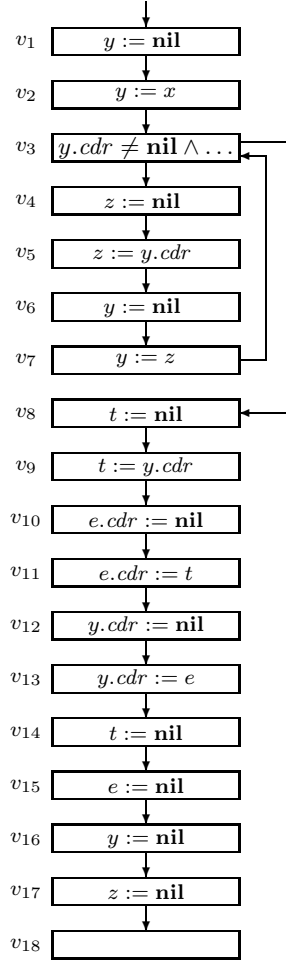 v1 y := nil
v2 y := x
v3 y.cdr ≠ nil ∧ ...
v4 z := nil
v5 z := y.cdr
v6 y := nil
v7 y := z
v8 t := nil
v9 t := y.cdr
v10 e.cdr := nil
v11 e.cdr := t
v12 y.cdr := nil
v13 y.cdr := e
v14 t := nil
v15 e := nil
v16 y := nil
v17 z := nil
v18